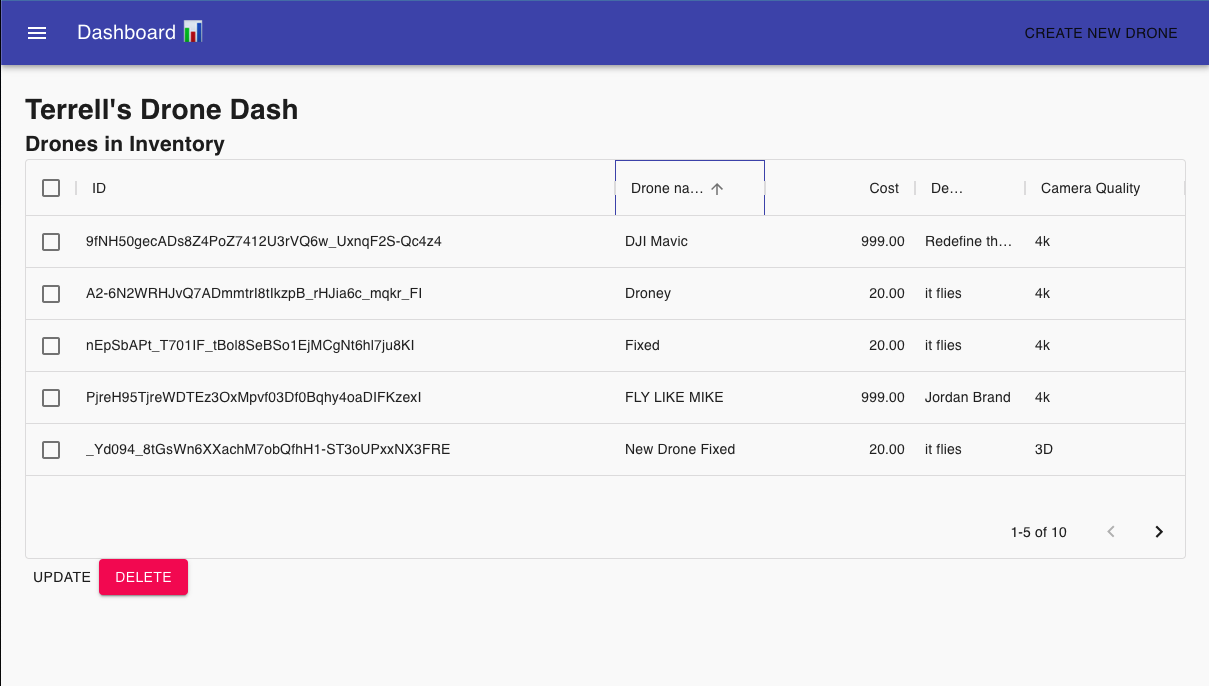 Dashboard 📊 CREATE NEW DRONE
Terrell's Drone Dash
Drones in Inventory
ID Drone na... Cost De... Camera Quality
9fNH50gecADs8Z4PoZ7412U3rVQ6w_UxnqF2S-Qc4z4 DJI Mavic 999.00 Redefine th... 4k
A2-6N2WRHJvQ7ADmmtrI8tIkzpB_rHJia6c_mqkr_FI Droney 20.00 it flies 4k
nEpSbAPt_T701IF_tBol8SeBSo1EjMCgNt6hl7ju8KI Fixed 20.00 it flies 4k
PjreH95TjreWDTEz3OxMpvf03Df0Bqhy4oaDIFKzexI FLY LIKE MIKE 999.00 Jordan Brand 4k
_Yd094_8tGsWn6XXachM7obQfhH1-ST3oUPxxNX3FRE New Drone Fixed 20.00 it flies 3D
1-5 of 10
UPDATE DELETE